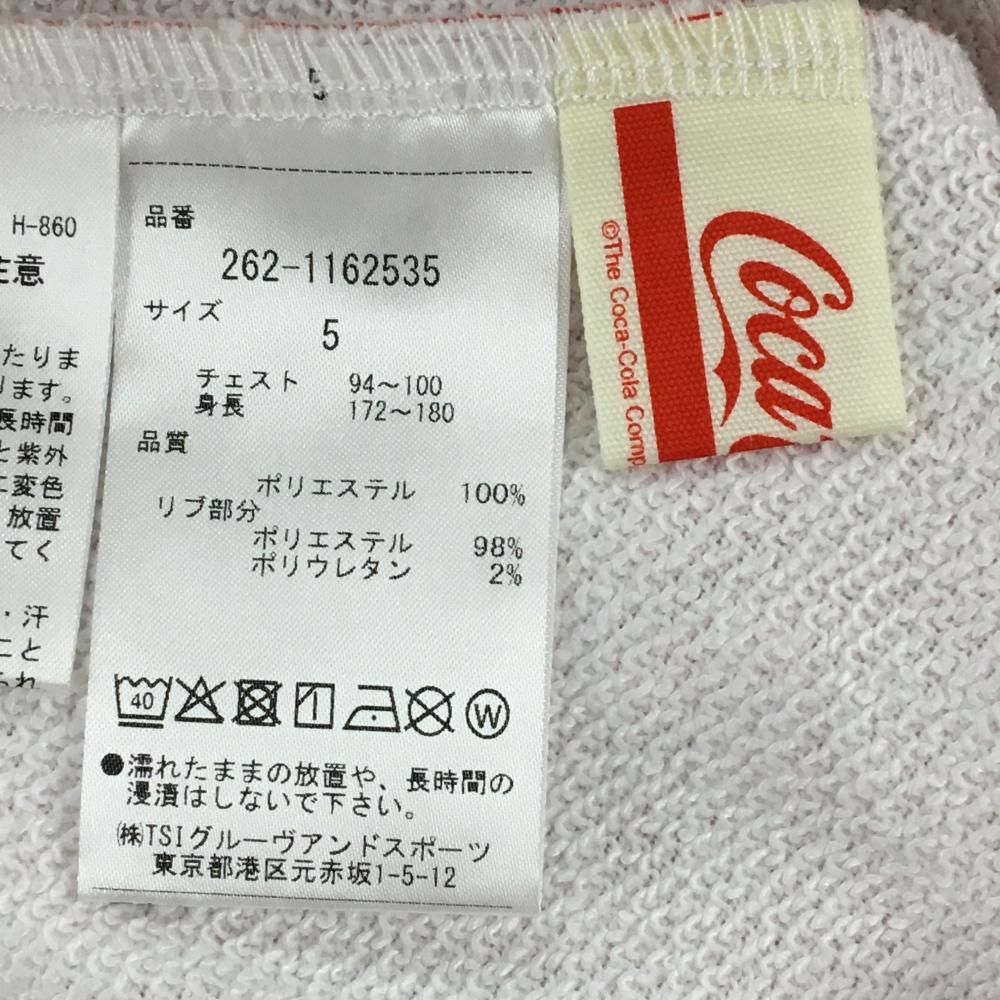 5
H-860
注意
たりま
ります。
長時間
と紫外
に変色
放置
てく
・汗
こと
品番
262-1162535
サイズ
5
チェスト 94～100
身長 172～180
品質
ポリエステル 100%
リブ部分
ポリエステル 98%
ポリウレタン 2%
40
W
●濡れたままの放置や、長時間の
浸漬はしないで下さい。
㈱TSIグルーヴアンドスポーツ
東京都港区元赤坂1-5-12
©The Coca-Cola Comp
Coca